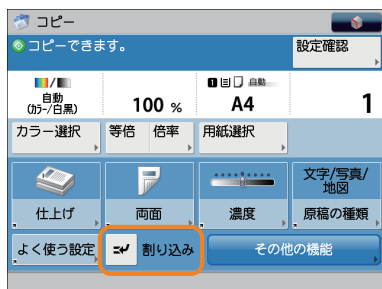 コピー
コピーできます。
設定確認
自動
(ｶﾗｰ/白黒)
100 %
1 自動
A4
1
カラー選択
等倍
倍率
用紙選択
仕上げ
両面
濃度
文字/写真/
地図
原稿の種類
よく使う設定
割り込み
その他の機能